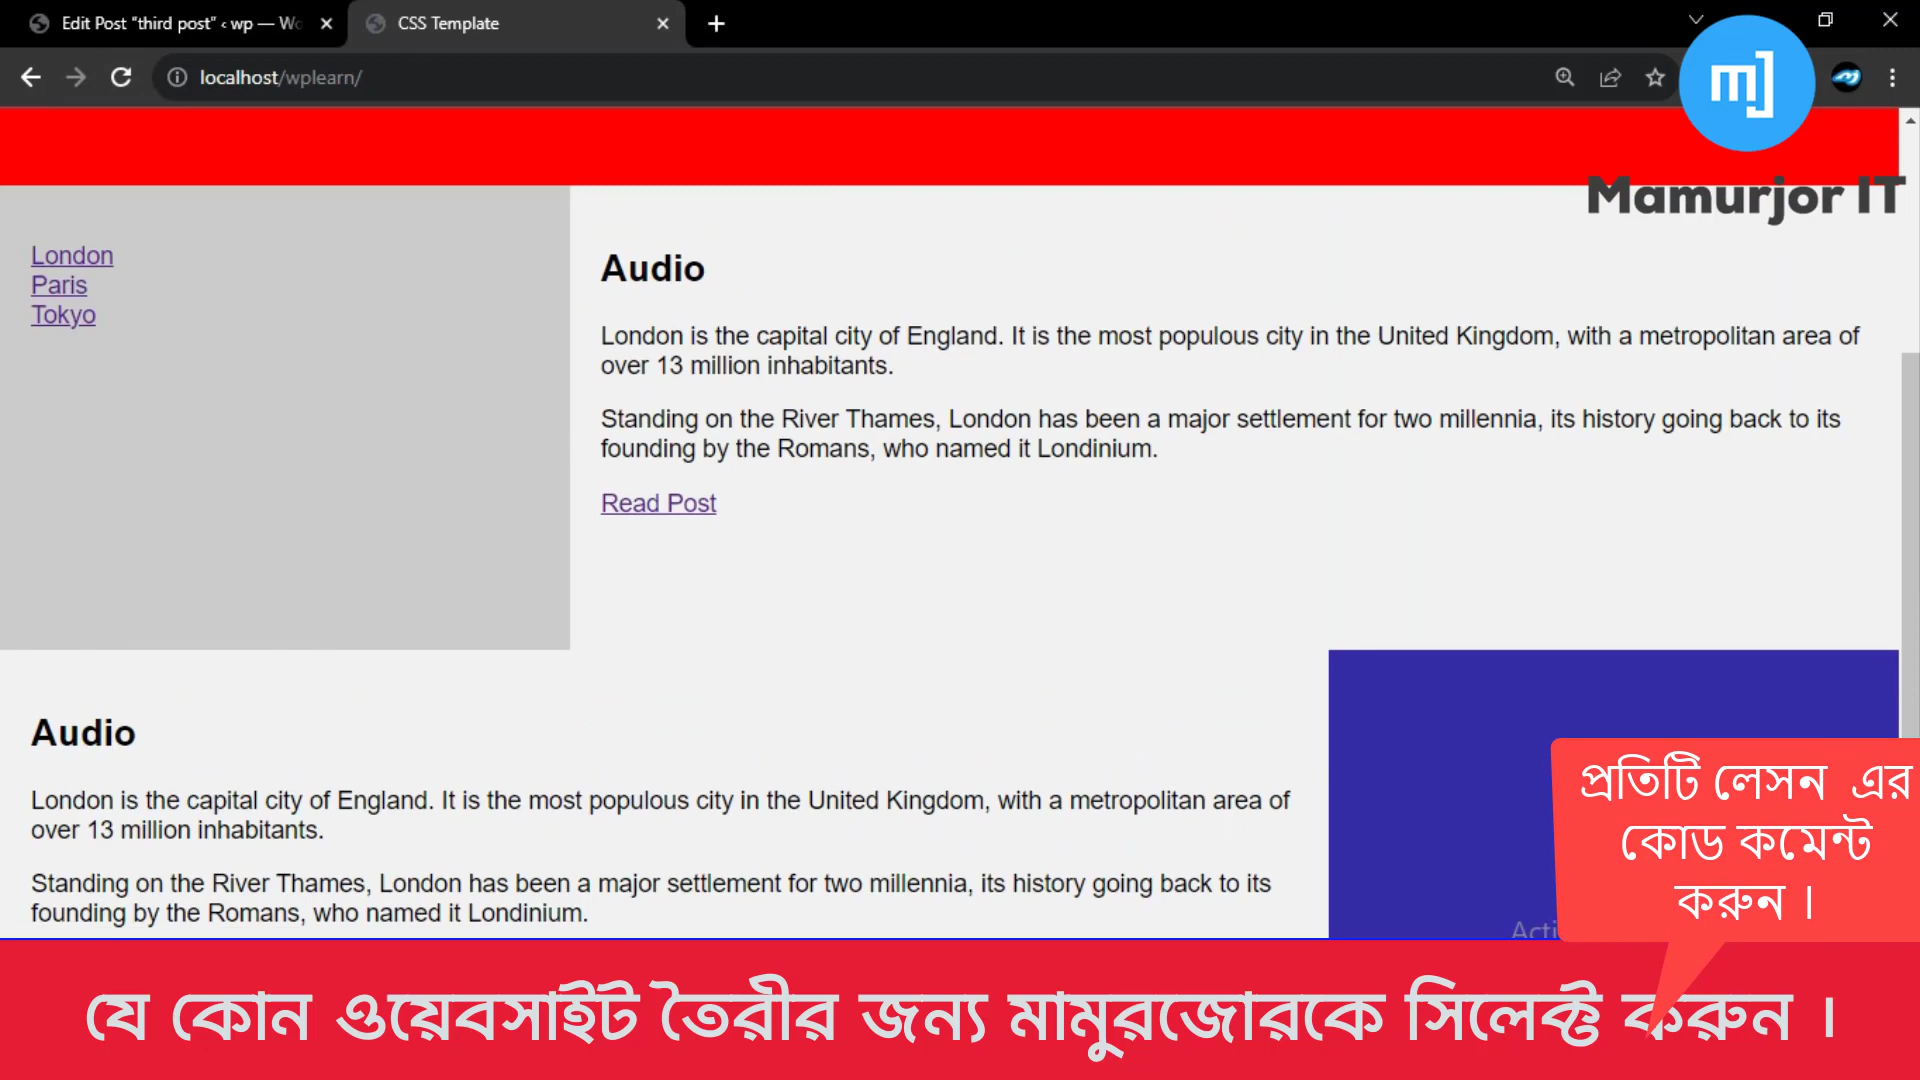 Edit Post “third post” ‹ wp — Wo
CSS Template
localhost/wplearn/
Mamurjor IT
London
Paris
Tokyo
Audio
London is the capital city of England. It is the most populous city in the United Kingdom, with a metropolitan area of
over 13 million inhabitants.
Standing on the River Thames, London has been a major settlement for two millennia, its history going back to its
founding by the Romans, who named it Londinium.
Read Post
Audio
London is the capital city of England. It is the most populous city in the United Kingdom, with a metropolitan area of
over 13 million inhabitants.
Standing on the River Thames, London has been a major settlement for two millennia, its history going back to its
founding by the Romans, who named it Londinium.
Acti
প্রতিটি লেসন এর
কোড কমেন্ট
করুন ।
যে কোন ওয়েবসাইট তৈরীর জন্য মামুরজোরকে সিলেক্ট করুন ।